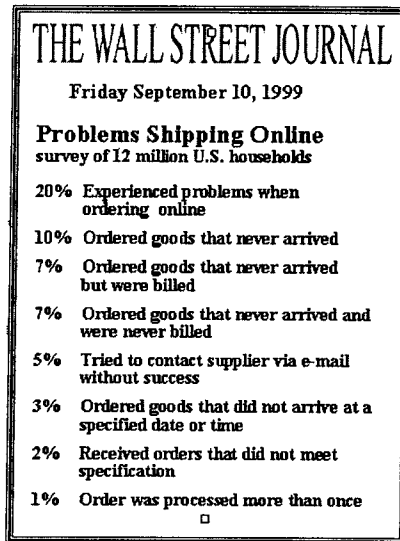 THE WALL STREET JOURNAL
Friday September 10, 1999
Problems Shipping Online
survey of 12 million U.S. households
20% Experienced problems when
ordering online
10% Ordered goods that never arrived
7% Ordered goods that never arrived
but were billed
7% Ordered goods that never arrived and
were never billed
5% Tried to contact supplier via e-mail
without success
3% Ordered goods that did not arrive at a
specified date or time
2% Received orders that did not meet
specification
1% Order was processed more than once